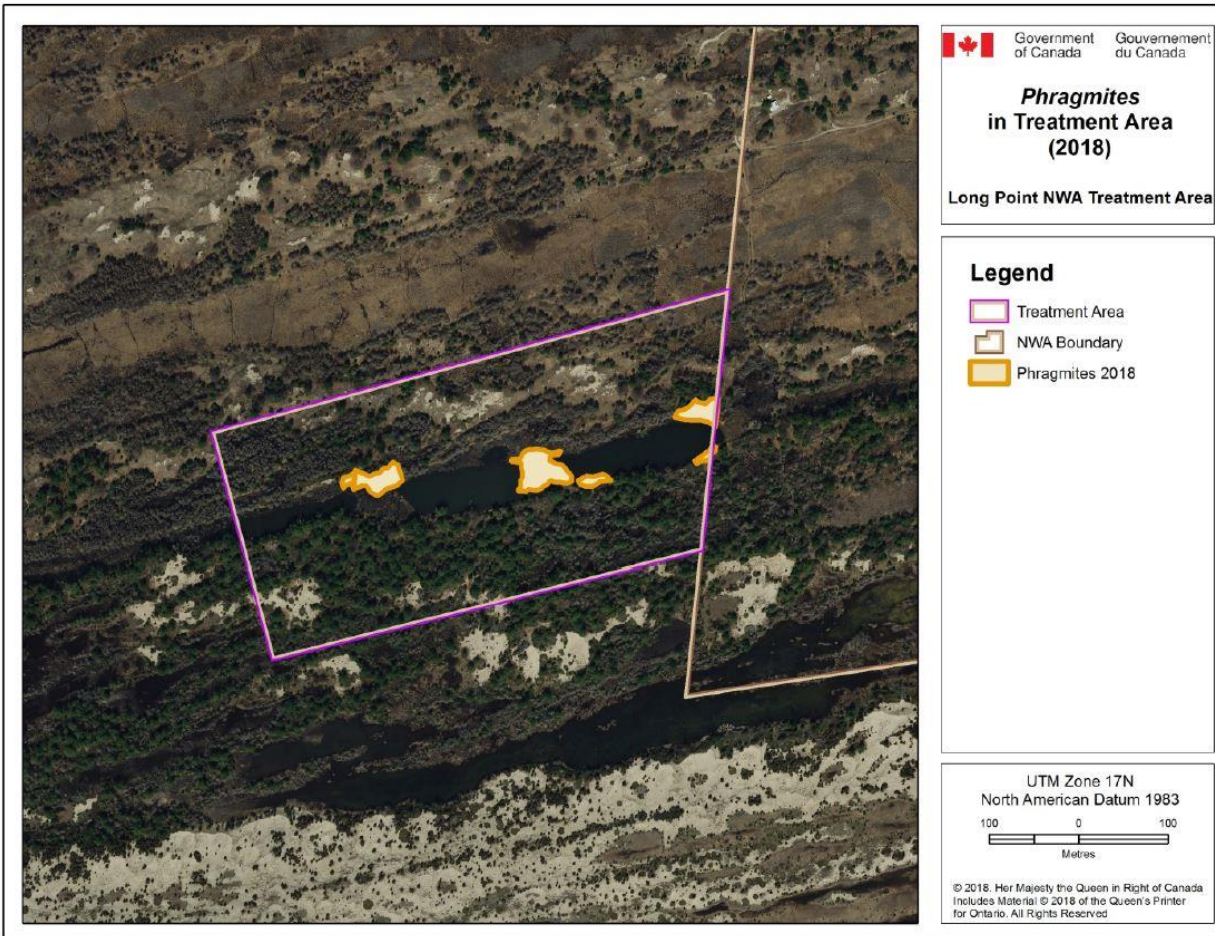 Government of Canada
Gouvernement du Canada
Phragmites
in Treatment Area
(2018)
Long Point NWA Treatment Area
Legend
Treatment Area
NWA Boundary
Phragmites 2018
UTM Zone 17N
North American Datum 1983
100 0 100
Metres
© 2018. Her Majesty the Queen in Right of Canada
Includes Material © 2018 of the Queen's Printer
for Ontario. All Rights Reserved